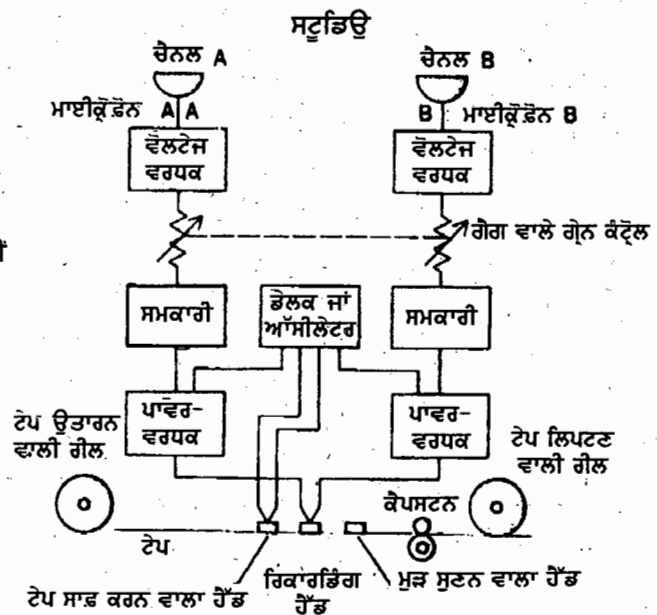 ਸਟੂਡਿਉ
ਚੈਨਲ A
ਚੈਨਲ B
ਮਾਈਕ੍ਰੋਫ਼ੋਨ A A
B ਮਾਈਕ੍ਰੋਫ਼ੋਨ B
ਵੋਲਟੇਜ
ਵਰਧਕ
ਵੋਲਟੇਜ
ਵਰਧਕ
ਗੈਗ ਵਾਲੇ ਗ੍ਰੇਨ ਕੰਟ੍ਰੋਲ
ਸਮਕਾਰੀ
ਡੋਲਕ ਜਾਂ
ਆੱਸੀਲੇਟਰ
ਸਮਕਾਰੀ
ਟੇਪ ਉਤਾਰਨ
ਵਾਲੀ ਰੀਲ
ਪਾਵਰ-
ਵਰਧਕ
ਪਾਵਰ-
ਵਰਧਕ
ਟੇਪ ਲਿਪਟਣ
ਵਾਲੀ ਰੀਲ
ਕੈਪਸਟਨ
ਟੇਪ
ਟੇਪ ਸਾਫ਼ ਕਰਨ ਵਾਲਾ ਹੈੱਡ
ਰਿਕਾਰਡਿੰਗ
ਹੈੱਡ
ਮੁੜ ਸੁਣਨ ਵਾਲਾ ਹੈੱਡ